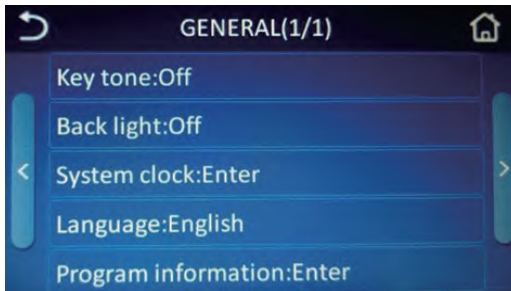 GENERAL(1/1)
Key tone:Off
Back light:Off
System clock:Enter
Language:English
Program information:Enter